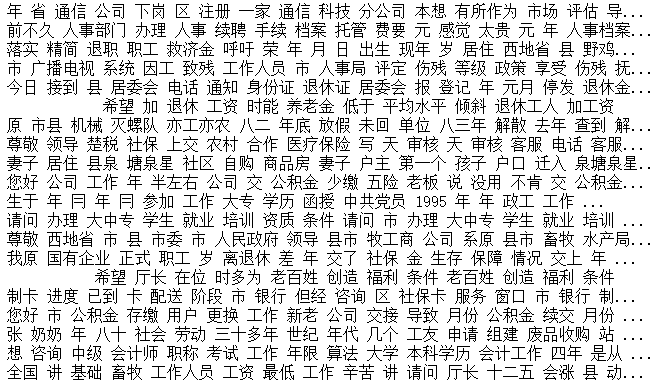 年 省 通信 公司 下岗 区 注册 一家 通信 科技 分公司 本想 有所作为 市场 评估 导...
前不久 人事部门 办理 人事 续聘 手续 档案 托管 费要 元 感觉 太贵 元 年 人事档案...
落实 精简 退职 职工 救济金 呼吁 荣 年 月 日 出生 现年 岁 居住 西地省 县 野鸡...
市 广播电视 系统 因工 致残 工作人员 市 人事局 评定 伤残 等级 政策 享受 伤残 抚...
今日 接到 县 居委会 电话 通知 身份证 退休证 居委会 报 登记 年 元月 停发 退休金...
希望 加 退休 工资 时能 养老金 低于 平均水平 倾斜 退休工人 加工资
原 市县 机械 灭螺队 亦工亦农 八二 年底 放假 未回 单位 八三年 解散 去年 查到 解...
尊敬 领导 楚税 社保 上交 农村 合作 医疗保险 写 天 审核 天 审核 客服 电话 客服...
妻子 居住 县泉 塘泉星 社区 自购 商品房 妻子 户主 第一个 孩子 户口 迁入 泉塘泉星...
您好 公司 工作 年 半左右 公司 交 公积金 少缴 五险 老板 说 没用 不肯 交 公积金...
生于 年 曰 年 曰 参加 工作 大专 学历 函授 中共党员 1995 年 年 政工 工作 ...
请问 办理 大中专 学生 就业 培训 资质 条件 请问 市 办理 大中专 学生 就业 培训 ...
尊敬 西地省 市 县 市委 市 人民政府 领导 县市 牧工商 公司 系原 县市 畜牧 水产局...
我原 国有企业 正式 职工 岁 离退休 差 年 交了 社保 金 生存 保障 情况 交上 年 ...
希望 厅长 在位 时多为 老百姓 创造 福利 条件 老百姓 创造 福利 条件
制卡 进度 已到 卡 配送 阶段 市 银行 但经 咨询 区 社保卡 服务 窗口 市 银行 制...
您好 市 公积金 存缴 用户 更换 工作 新老 公司 交接 导致 月份 公积金 续交 月份 ...
张 奶奶 年 八十 社会 劳动 三十多年 世纪 年代 几个 工友 申请 组建 废品收购 站...
想 咨询 中级 会计师 职称 考试 工作 年限 算法 大学 本科学历 会计工作 四年 是从 ...
全国 讲 基础 畜牧 工作人员 工资 最低 工作 辛苦 讲 请问 厅长 十二五 会涨 县 动...